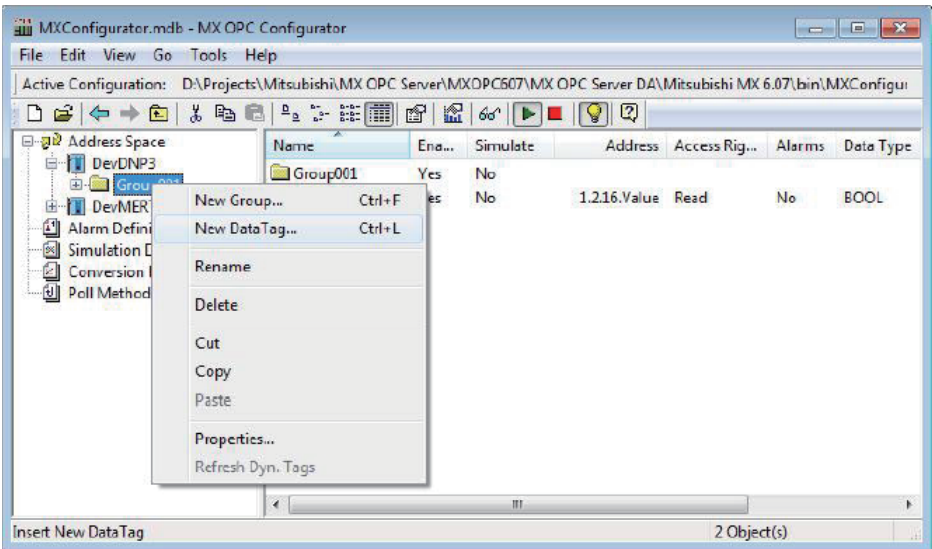 MXConfigurator.mdb - MX OPC Configurator
File Edit View Go Tools Help
Active Configuration: D:\Projects\Mitsubishi\MX OPC Server\MXOPC607\MX OPC Server DA\Mitsubishi MX 6.07\bin\MXConfigur
Address Space
DevDNP3
Group001
DevMER
Alarm Defini
Simulation D
Conversion
Poll Method
Name Ena... Simulate Address Access Rig... Alarms Data Type
Group001 Yes No
es No 1.2.16.Value Read No BOOL
New Group... Ctrl+F
New DataTag... Ctrl+L
Rename
Delete
Cut
Copy
Paste
Properties...
Refresh Dyn. Tags
Insert New DataTag 2 Object(s)